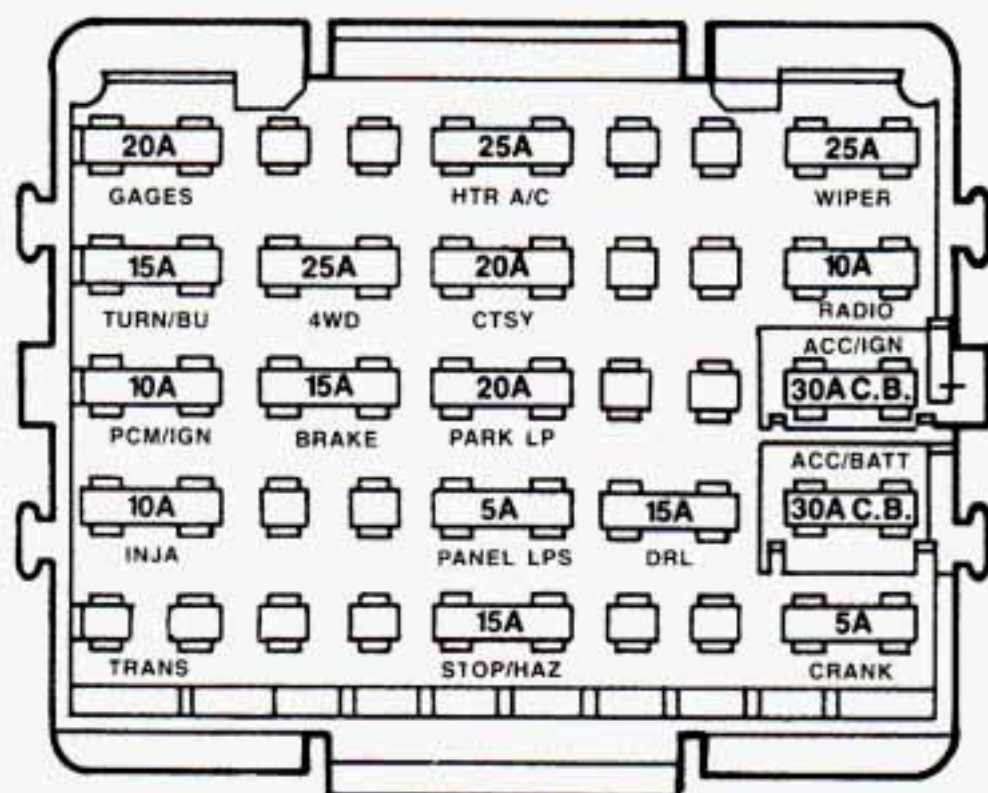 20A 25A 25A
GAGES HTR A/C WIPER
15A 25A 20A 10A
TURN/BU 4WD CTSY RADIO
ACC/IGN
10A 15A 20A 30A C.B.
PCM/IGN BRAKE PARK LP
ACC/BATT
10A 5A 15A 30A C.B.
INJA PANEL LPS DRL
15A 5A
TRANS STOP/HAZ CRANK